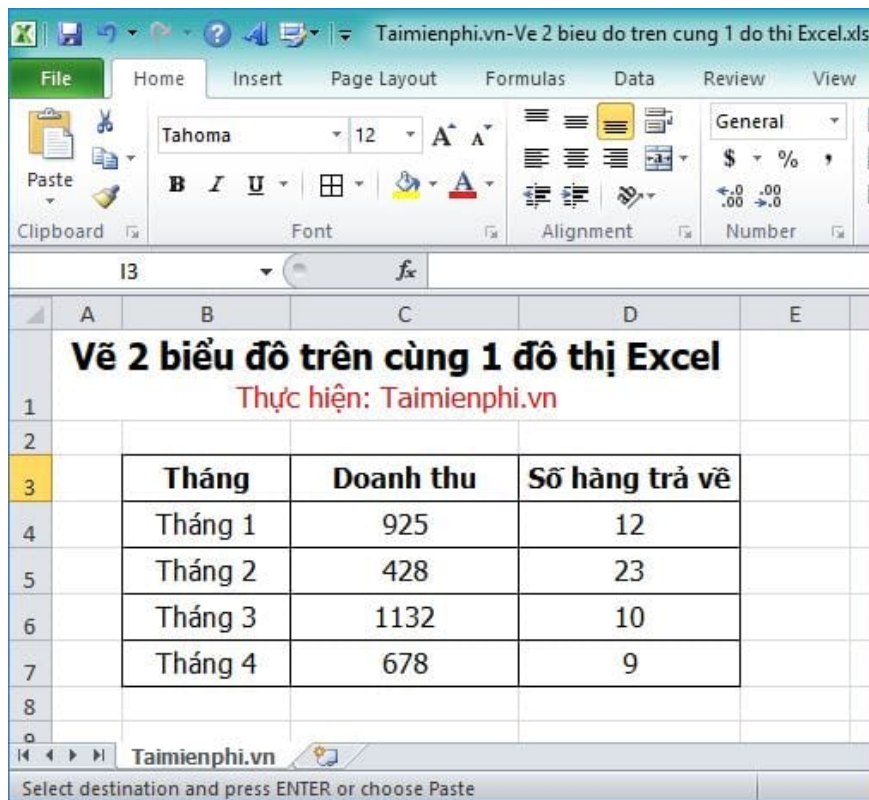 Taimienphi.vn-Ve 2 bieu do tren cung 1 do thi Excel.xls
File Home Insert Page Layout Formulas Data Review View
Tahoma 12 General
Paste
Clipboard Font Alignment Number
I3 fx
A B C D E
1 Vẽ 2 biểu đồ trên cùng 1 đồ thị Excel
Thực hiện: Taimienphi.vn
2
3 Tháng Doanh thu Số hàng trả về
4 Tháng 1 925 12
5 Tháng 2 428 23
6 Tháng 3 1132 10
7 Tháng 4 678 9
8
9
Taimienphi.vn
Select destination and press ENTER or choose Paste